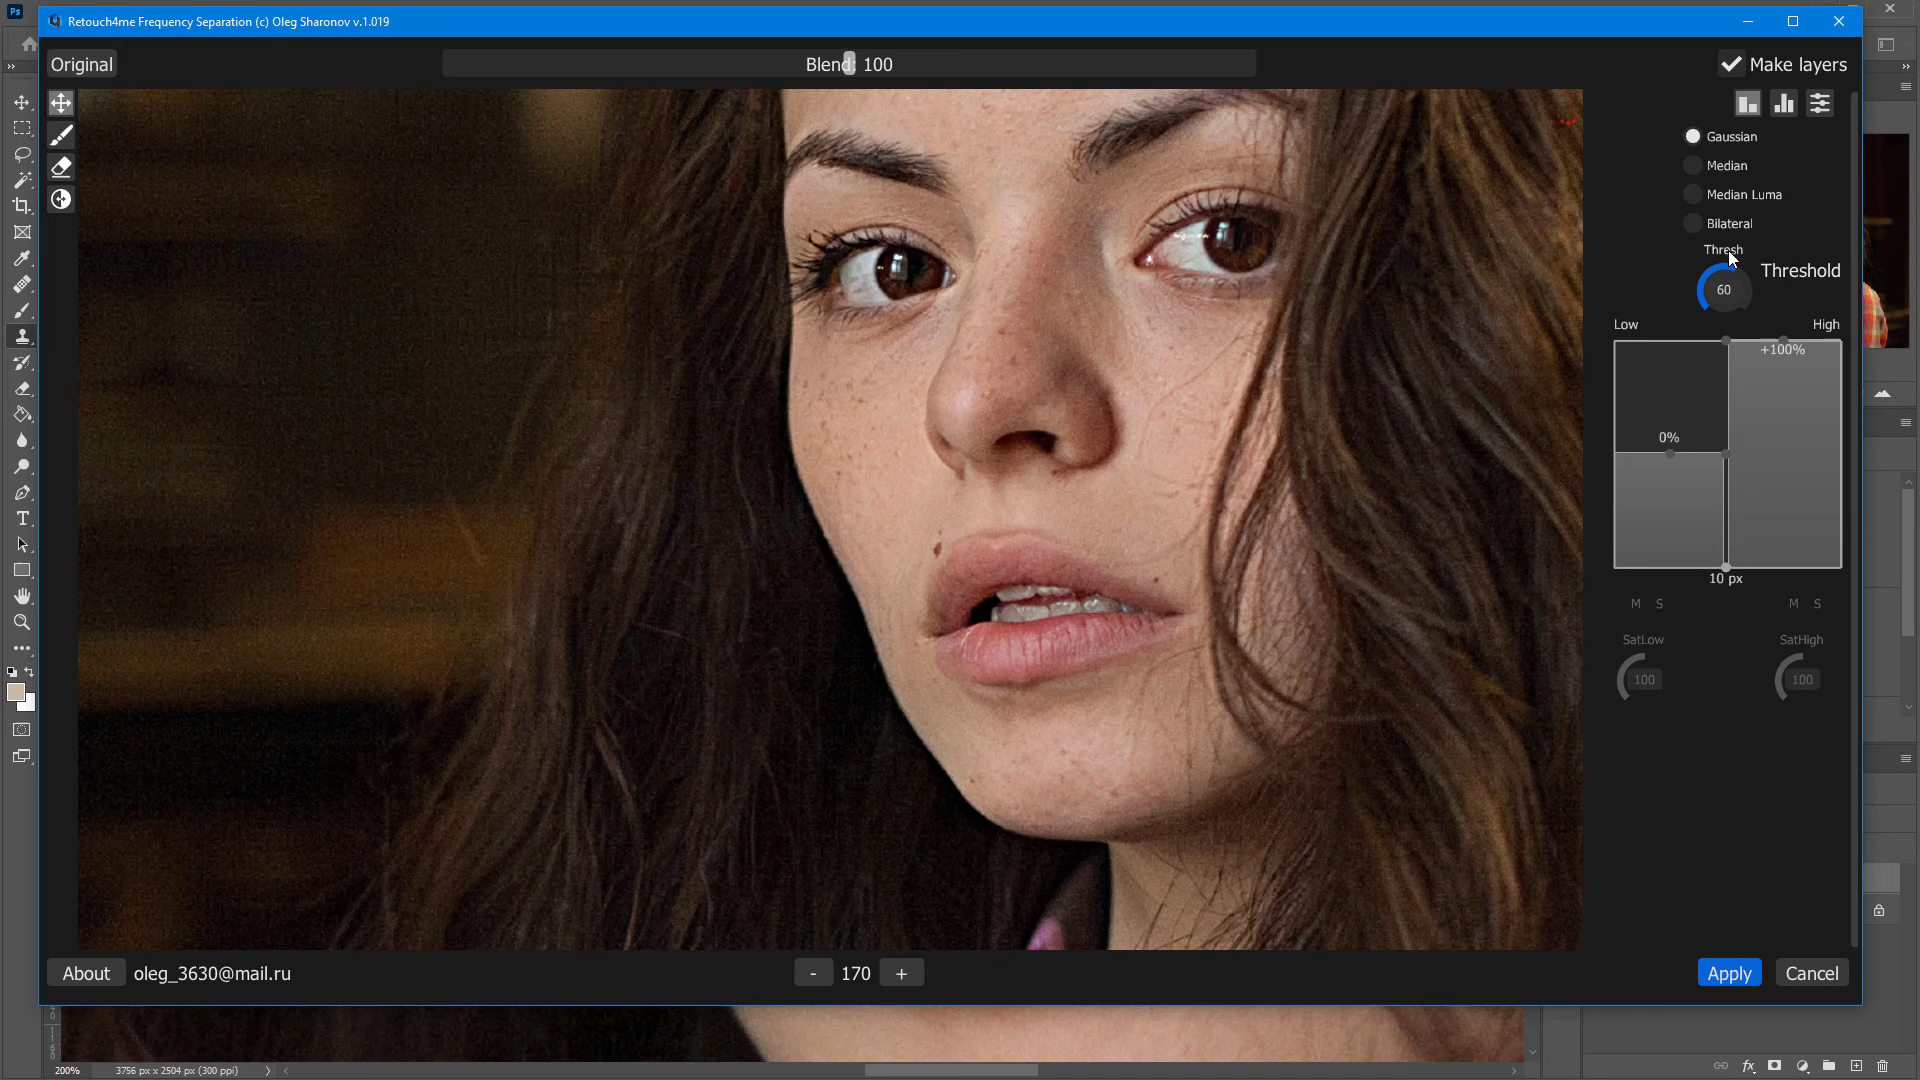 Ps
Retouch4me Frequency Separation (c) Oleg Sharonov v.1.019
Original
Blend: 100
Make layers
Gaussian
Median
Median Luma
Bilateral
Thresh
Threshold
60
Low High
+100%
0%
10 px
M S M S
SatLow SatHigh
100 100
About oleg_3630@mail.ru
- 170 +
Apply Cancel
200% 3756 px x 2504 px (300 ppi)